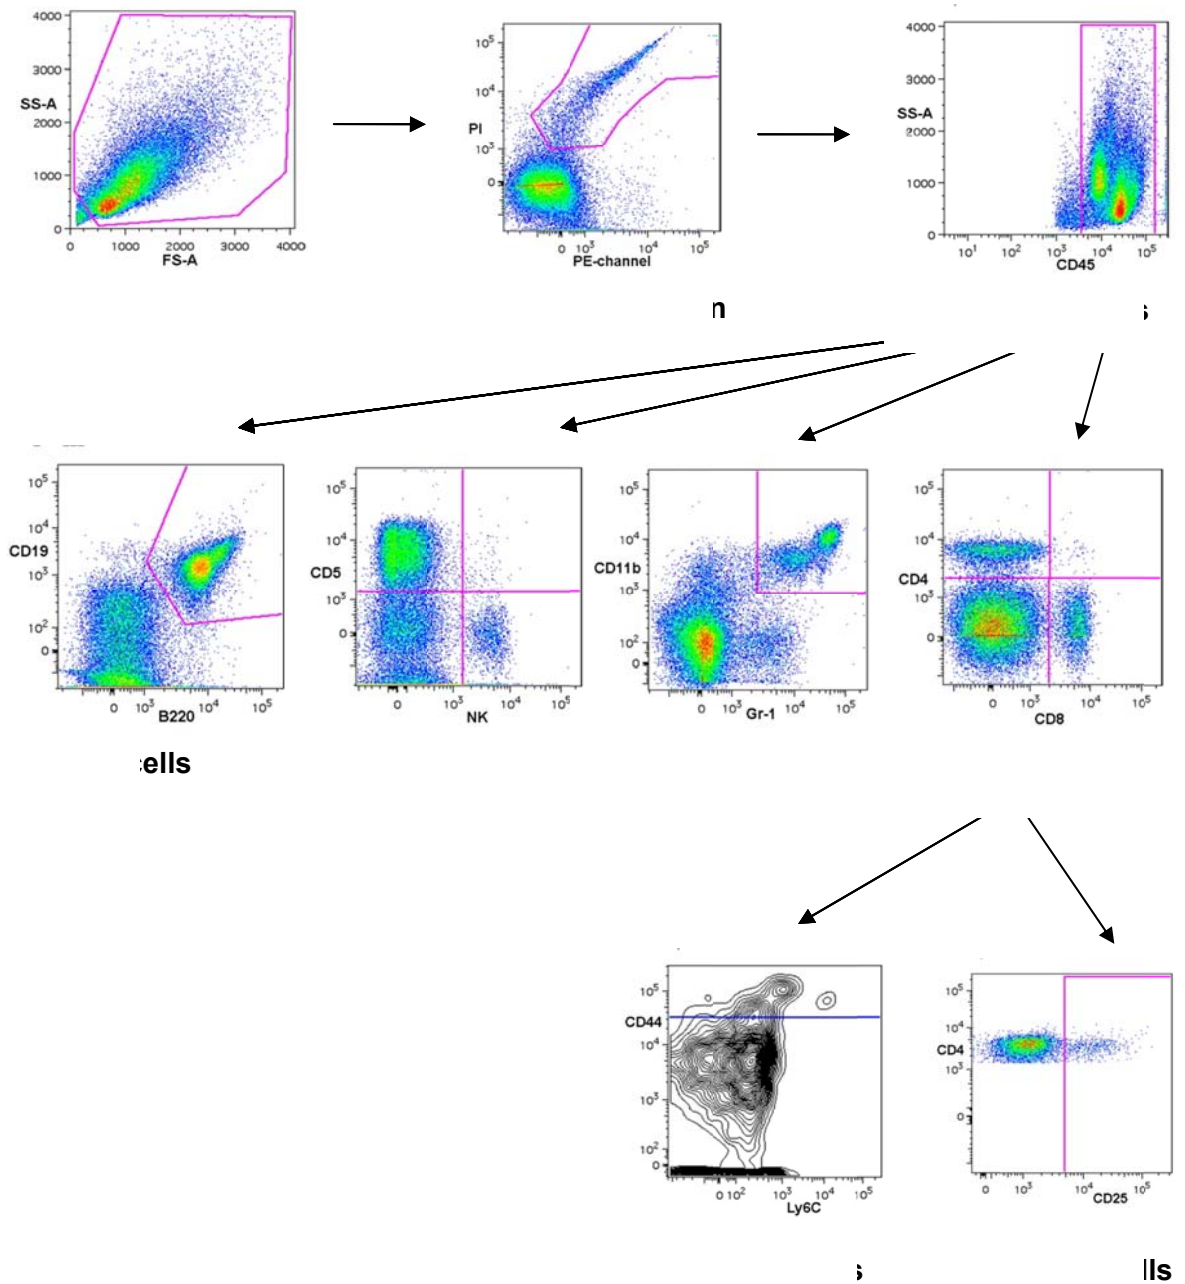 4000
3000
SS-A
2000
1000
0
0 1000 2000 3000 4000
FS-A
10⁵
10⁴
PI
10³
0
0 10³ 10⁴ 10⁵
PE-channel
4000
3000
SS-A
2000
1000
0
10¹ 10² 10³ 10⁴ 10⁵
CD45
n
s
10⁵
10⁴
CD19
10³
10²
0
0 10³ 10⁴ 10⁵
B220
10⁵
10⁴
CD5
10⁵
0
0 10³ 10⁴ 10⁵
NK
10⁵
10⁴
CD11b
10³
10²
0
0 10³ 10⁴ 10⁵
Gr-1
10⁵
10⁴
CD4
10³
0
0 10³ 10⁴ 10⁵
CD8
cells
10⁵
CD44
10⁴
10³
10²
0
0 10² 10³ 10⁴ 10⁵
Ly6C
10⁵
10⁴
CD4
10³
0
0 10³ 10⁴ 10⁵
CD25
s
lls